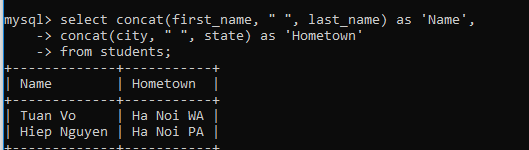 mysql> select concat(first_name, " ", last_name) as 'Name',
    -> concat(city, " ", state) as 'Hometown'
    -> from students;
+-------------+-----------+
| Name        | Hometown  |
+-------------+-----------+
| Tuan Vo     | Ha Noi WA |
| Hiep Nguyen | Ha Noi PA |
+-------------+-----------+